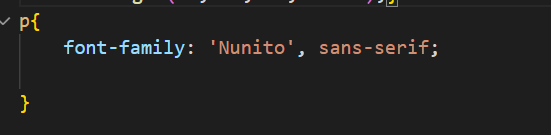 p{
font-family: 'Nunito', sans-serif;
}